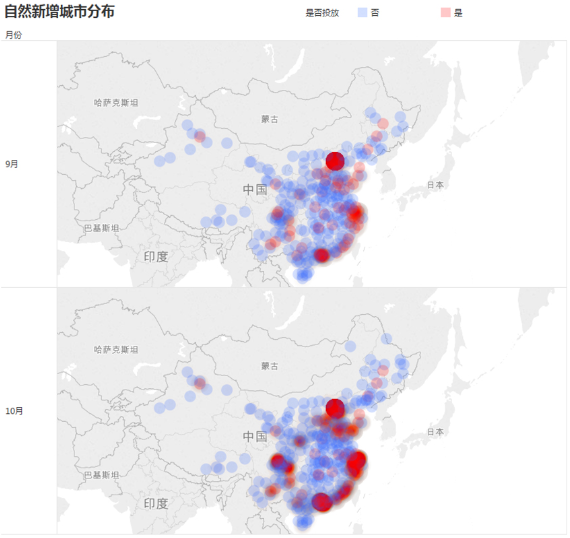 自然新增城市分布
是否投放 否 是
月份
哈萨克斯坦
蒙古
9月
中国
日本
巴基斯坦
印度
哈萨克斯坦
蒙古
10月
中国
日本
巴基斯坦
印度